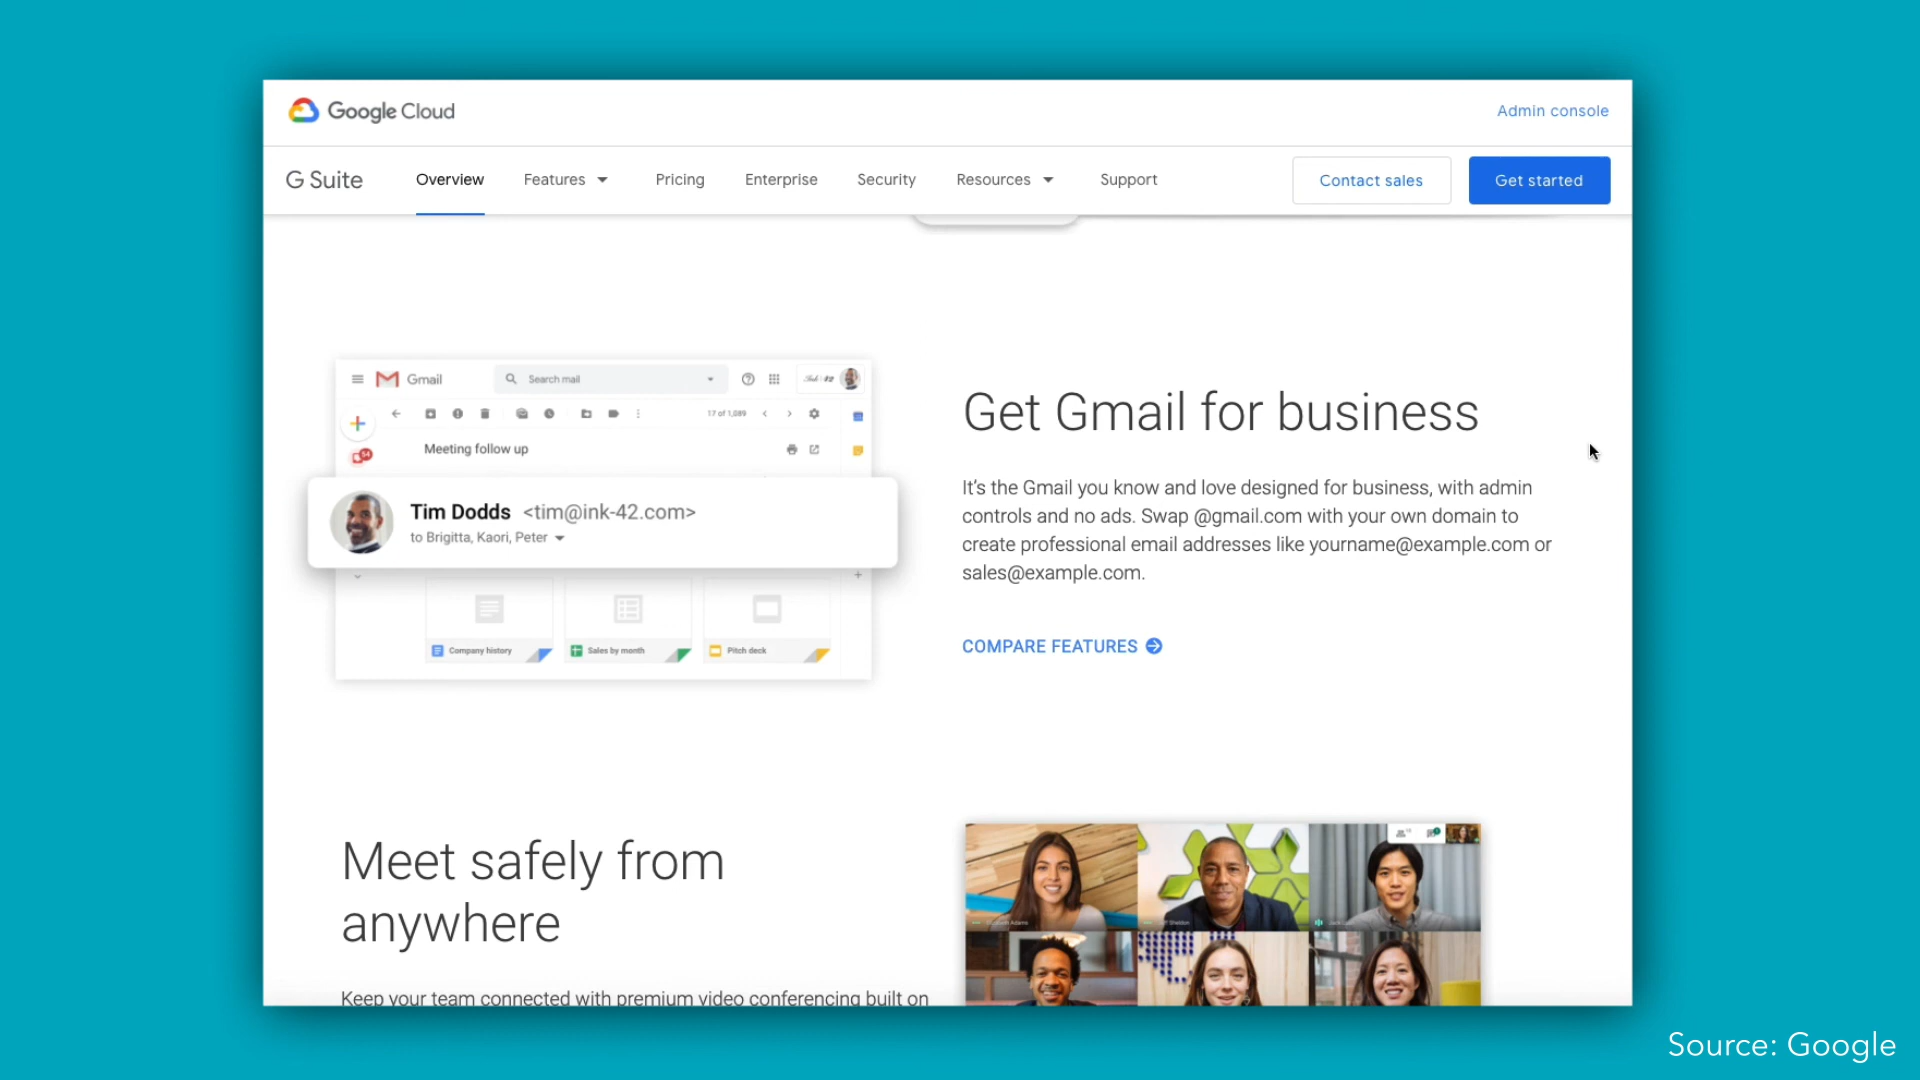 Google Cloud
Admin console
G Suite
Overview
Features
Pricing
Enterprise
Security
Resources
Support
Contact sales
Get started
Gmail
Search mail
17 of 1,089
54
Meeting follow up
Tim Dodds <tim@ink-42.com>
to Brigitta, Kaori, Peter
Company history
Sales by month
Pitch deck
Get Gmail for business
It's the Gmail you know and love designed for business, with admin
controls and no ads. Swap @gmail.com with your own domain to
create professional email addresses like yourname@example.com or
sales@example.com.
COMPARE FEATURES
Meet safely from
anywhere
Keep your team connected with premium video conferencing built on
Source: Google